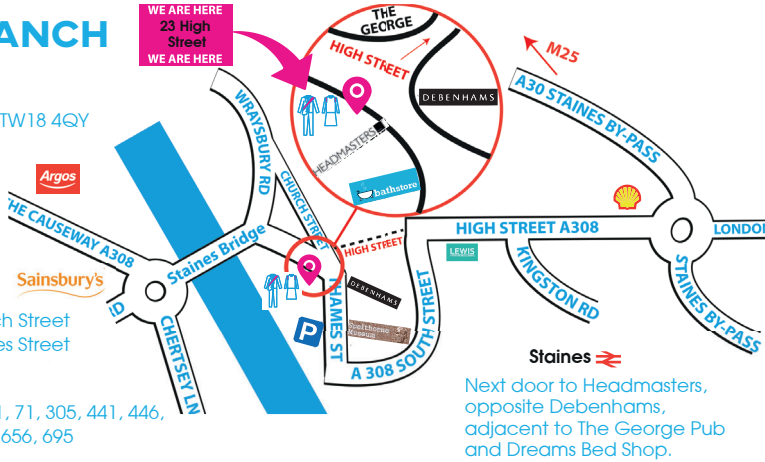 ANCH
WE ARE HERE
23 High
Street
WE ARE HERE
TW18 4QY
THE
GEORGE
HIGH STREET
DEBENHAMS
HEADMASTERS
bathstore
M25
A30 STAINES BY-PASS
WRAYSBURY RD
CHURCH STREET
Argos
THE CAUSEWAY A308
Staines Bridge
HIGH STREET
HIGH STREET A308
LONDO
LEWIS
KINGSTON RD
STAINES BY-PASS
Sainsbury's
RD
CHERTSEY LN
THAMES ST
DEBENHAMS
P
Spelthorne
Museum
A 308 SOUTH STREET
ch Street
es Street
1, 71, 305, 441, 446,
656, 695
Staines
Next door to Headmasters,
opposite Debenhams,
adjacent to The George Pub
and Dreams Bed Shop.